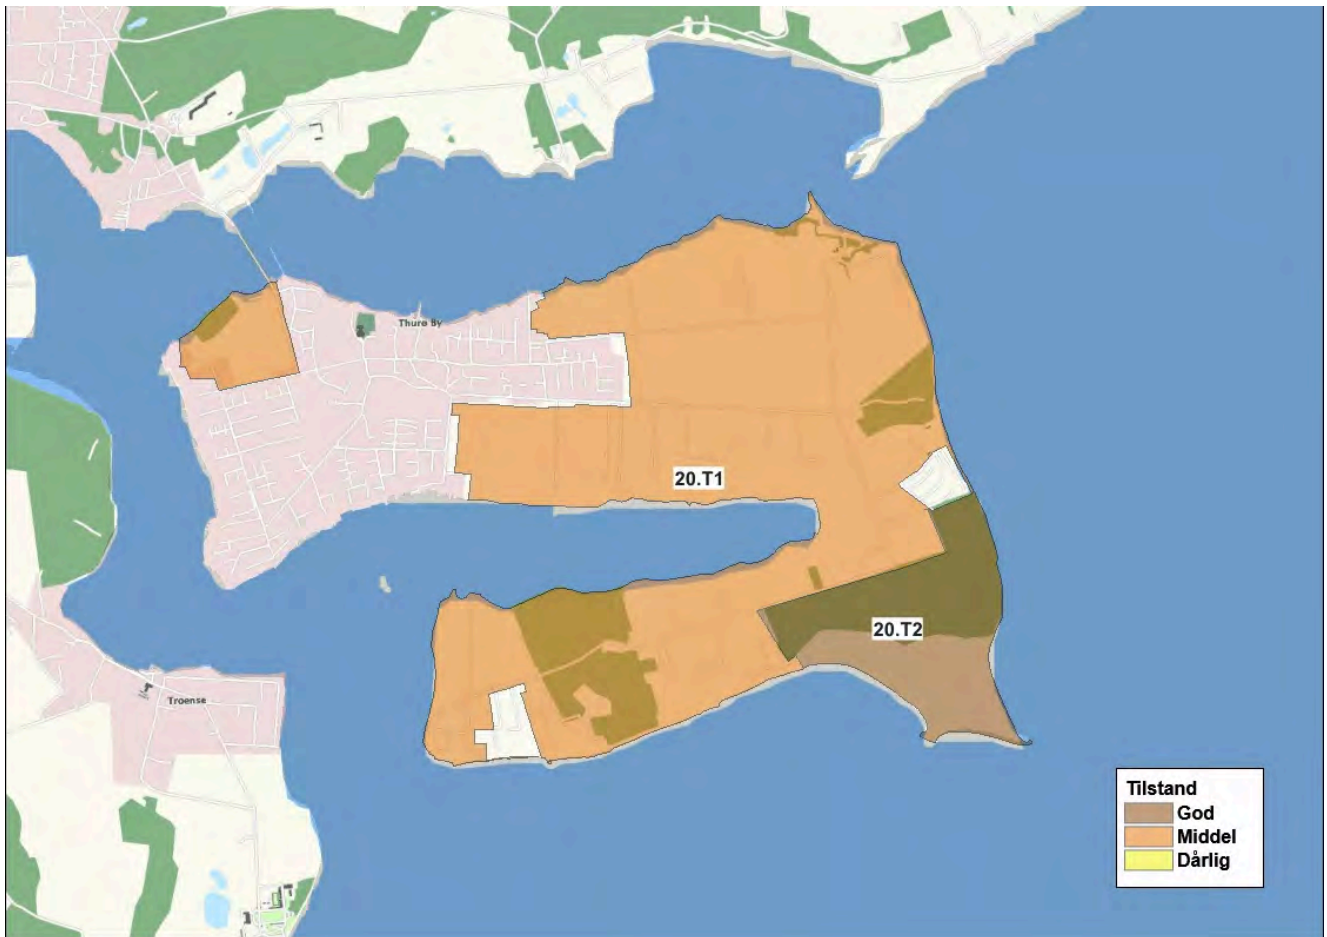 Thurø By
20.T1
20.T2
Troense
Tilstand
God
Middel
Dårlig